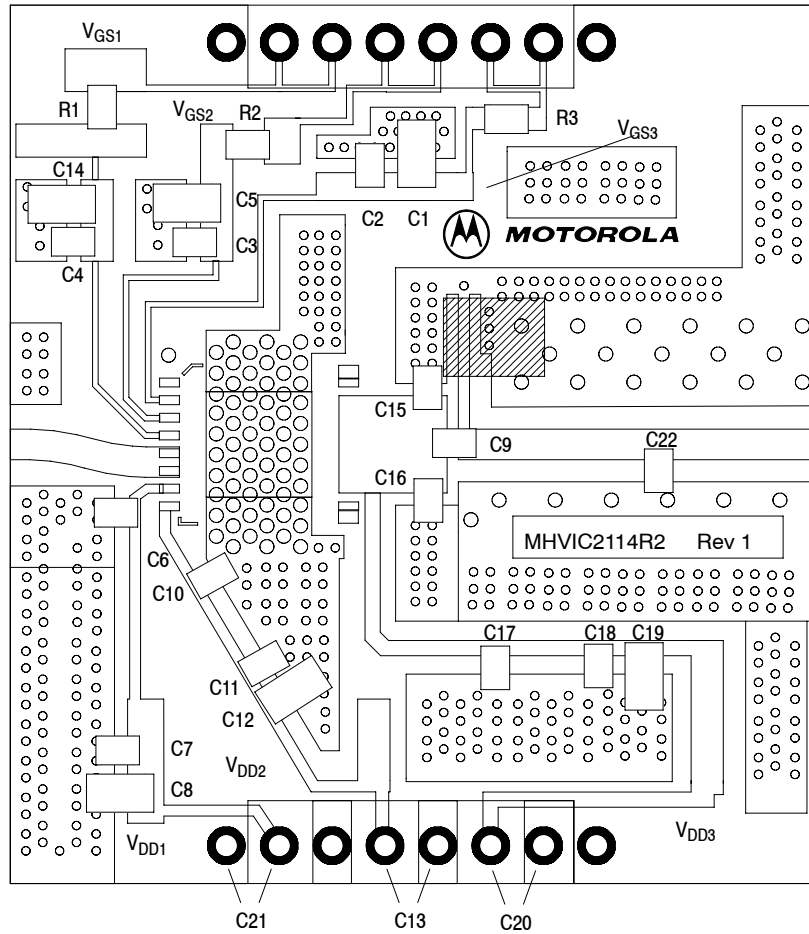 VGS1
R1
VGS2
R2
R3
VGS3
C14
C5
C2
C1
C3
C4
MOTOROLA
C15
C9
C22
C16
MHVIC2114R2 Rev 1
C6
C10
C17
C18
C19
C11
C12
C7
VDD2
C8
VDD1
VDD3
C21
C13
C20